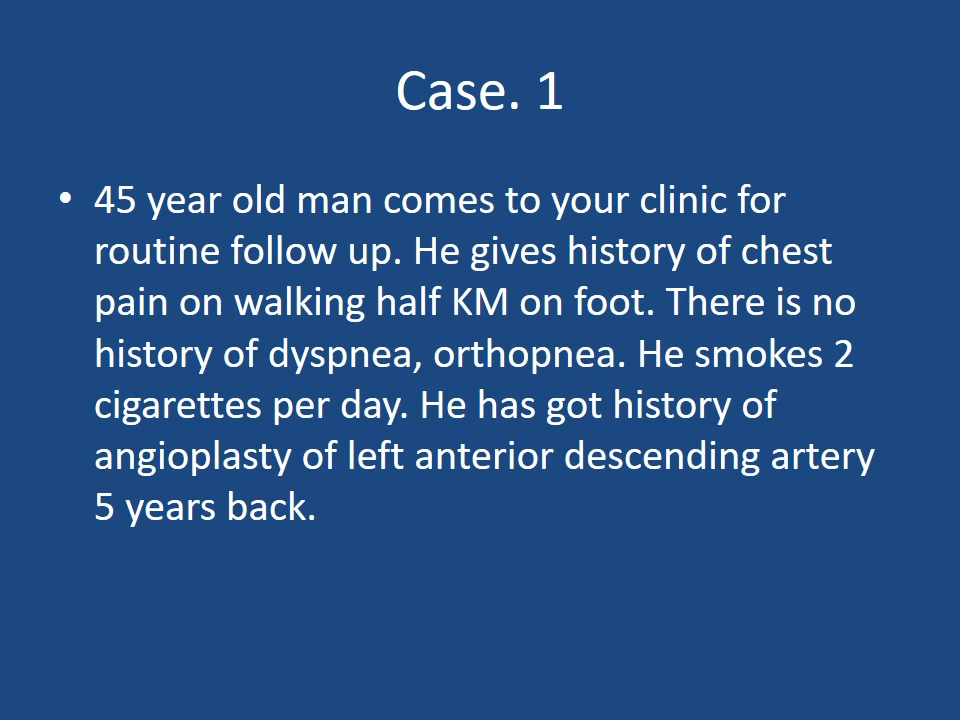 Case. 1
• 45 year old man comes to your clinic for
routine follow up. He gives history of chest
pain on walking half KM on foot. There is no
history of dyspnea, orthopnea. He smokes 2
cigarettes per day. He has got history of
angioplasty of left anterior descending artery
5 years back.